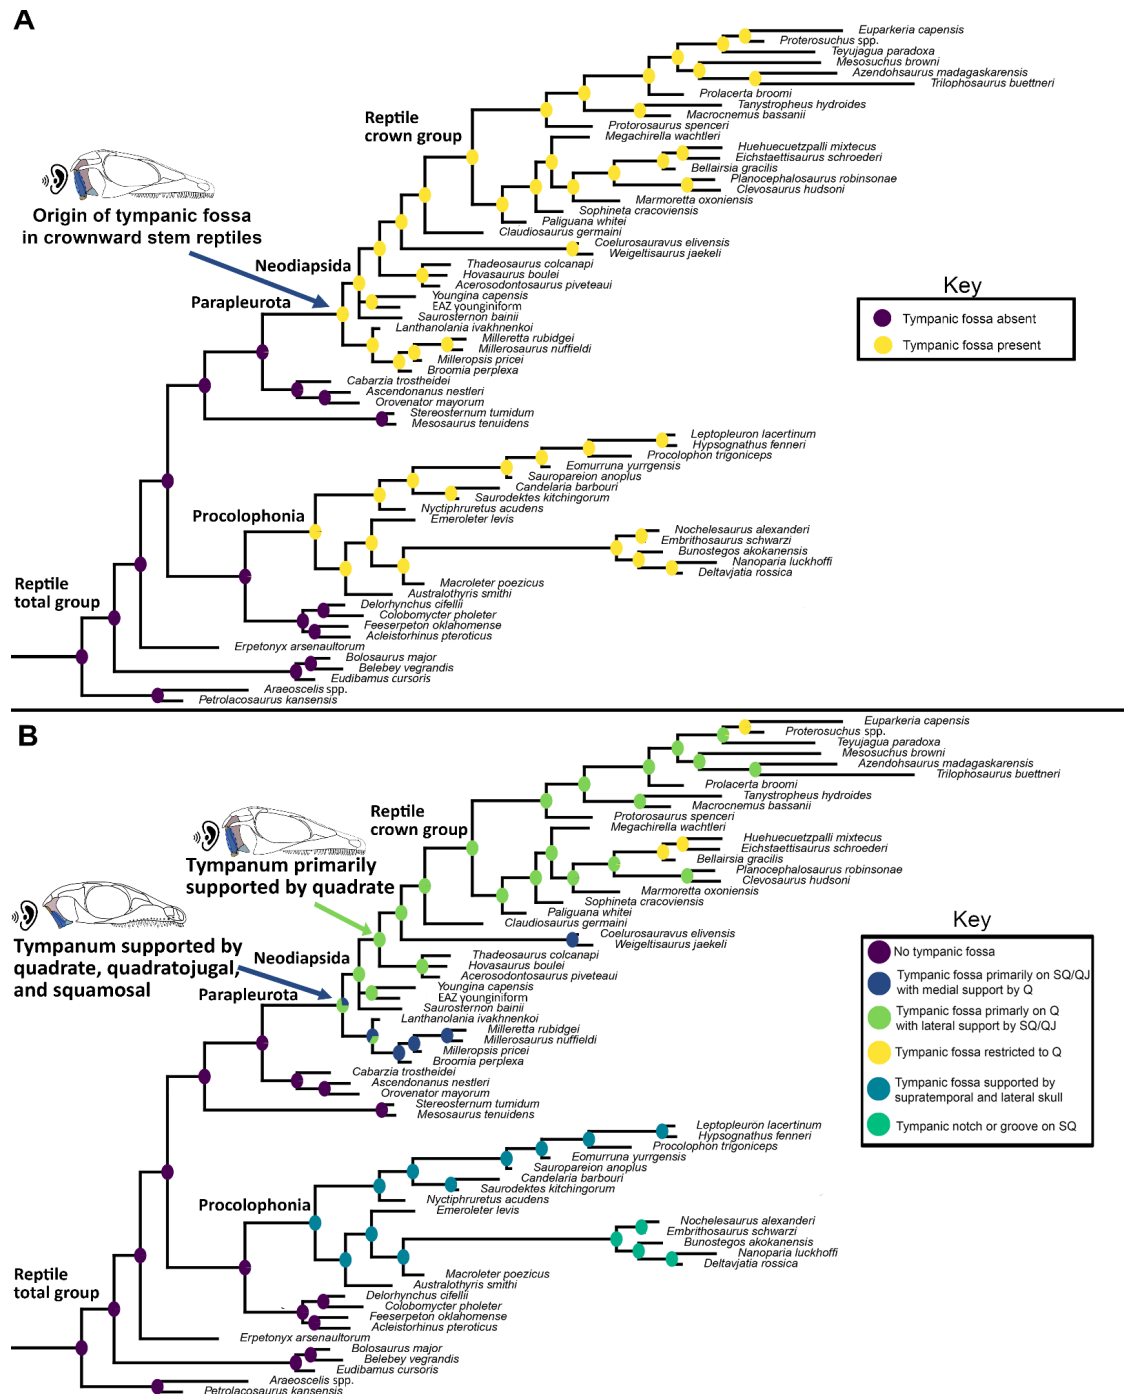 A
Euparkeria capensis
Proterosuchus spp.
Teyujagua paradoxa
Mesosuchus browni
Azendohsaurus madagaskarensis
Trilophosaurus buettneri
Prolacerta broomi
Tanystropheus hydroides
Macrocnemus bassanii
Protorosaurus spenceri
Reptile
crown group
Megachirella wachtleri
Huehuecuetzpalli mixtecus
Eichstaettisaurus schroederi
Bellairsia gracilis
Planocephalosaurus robinsonae
Clevosaurus hudsoni
Marmoretta oxoniensis
Sophineta cracoviensis
Paliguana whitei
Claudiosaurus germaini
Origin of tympanic fossa
in crownward stem reptiles
Coelurosauravus elivensis
Weigeltisaurus jaekeli
Neodiapsida
Thadeosaurus colcanapi
Hovasaurus boulei
Acerosodontosaurus piveteaui
Parapleurota
Youngina capensis
EAZ younginiform
Saurosternon bainii
Lanthanolania ivakhnenkoi
Milleretta rubidgei
Millerosaurus nuffieldi
Milleropsis pricei
Broomia perplexa
Key
Tympanic fossa absent
Tympanic fossa present
Cabarzia trostheidei
Ascendonanus nestleri
Orovenator mayorum
Stereosternum tumidum
Mesosaurus tenuidens
Leptopleuron lacertinum
Hypsognathus fenneri
Procolophon trigoniceps
Eomurruna yurrgensis
Sauropareion anoplus
Candelaria barbouri
Saurodektes kitchingorum
Nyctiphruretus acudens
Procolophonia
Emeroleter levis
Nochelesaurus alexanderi
Embrithosaurus schwarzi
Bunostegos akokanensis
Nanoparia luckhoffi
Deltavjatia rossica
Macroleter poezicus
Australothyris smithi
Reptile
total group
Delorhynchus cifellii
Colobomycter pholeter
Feeserpeton oklahomense
Acleistorhinus pteroticus
Erpetonyx arsenaultorum
Bolosaurus major
Belebey vegrandis
Eudibamus cursoris
Araeoscelis spp.
Petrolacosaurus kansensis
B
Euparkeria capensis
Proterosuchus spp.
Teyujagua paradoxa
Mesosuchus browni
Azendohsaurus madagaskarensis
Trilophosaurus buettneri
Prolacerta broomi
Tanystropheus hydroides
Macrocnemus bassanii
Protorosaurus spenceri
Reptile
crown group
Megachirella wachtleri
Huehuecuetzpalli mixtecus
Eichstaettisaurus schroederi
Bellairsia gracilis
Planocephalosaurus robinsonae
Clevosaurus hudsoni
Marmoretta oxoniensis
Sophineta cracoviensis
Paliguana whitei
Claudiosaurus germaini
Tympanum primarily
supported by quadrate
Coelurosauravus elivensis
Weigeltisaurus jaekeli
Tympanum supported by
quadrate, quadratojugal,
and squamosal
Neodiapsida
Thadeosaurus colcanapi
Hovasaurus boulei
Acerosodontosaurus piveteaui
Parapleurota
Youngina capensis
EAZ younginiform
Saurosternon bainii
Lanthanolania ivakhnenkoi
Milleretta rubidgei
Millerosaurus nuffieldi
Milleropsis pricei
Broomia perplexa
Key
No tympanic fossa
Tympanic fossa primarily on SQ/QJ
with medial support by Q
Tympanic fossa primarily on Q
with lateral support by SQ/QJ
Tympanic fossa restricted to Q
Tympanic fossa supported by
supratemporal and lateral skull
Tympanic notch or groove on SQ
Cabarzia trostheidei
Ascendonanus nestleri
Orovenator mayorum
Stereosternum tumidum
Mesosaurus tenuidens
Leptopleuron lacertinum
Hypsognathus fenneri
Procolophon trigoniceps
Eomurruna yurrgensis
Sauropareion anoplus
Candelaria barbouri
Saurodektes kitchingorum
Nyctiphruretus acudens
Procolophonia
Emeroleter levis
Nochelesaurus alexanderi
Embrithosaurus schwarzi
Bunostegos akokanensis
Nanoparia luckhoffi
Deltavjatia rossica
Macroleter poezicus
Australothyris smithi
Reptile
total group
Delorhynchus cifellii
Colobomycter pholeter
Feeserpeton oklahomense
Acleistorhinus pteroticus
Erpetonyx arsenaultorum
Bolosaurus major
Belebey vegrandis
Eudibamus cursoris
Araeoscelis spp.
Petrolacosaurus kansensis